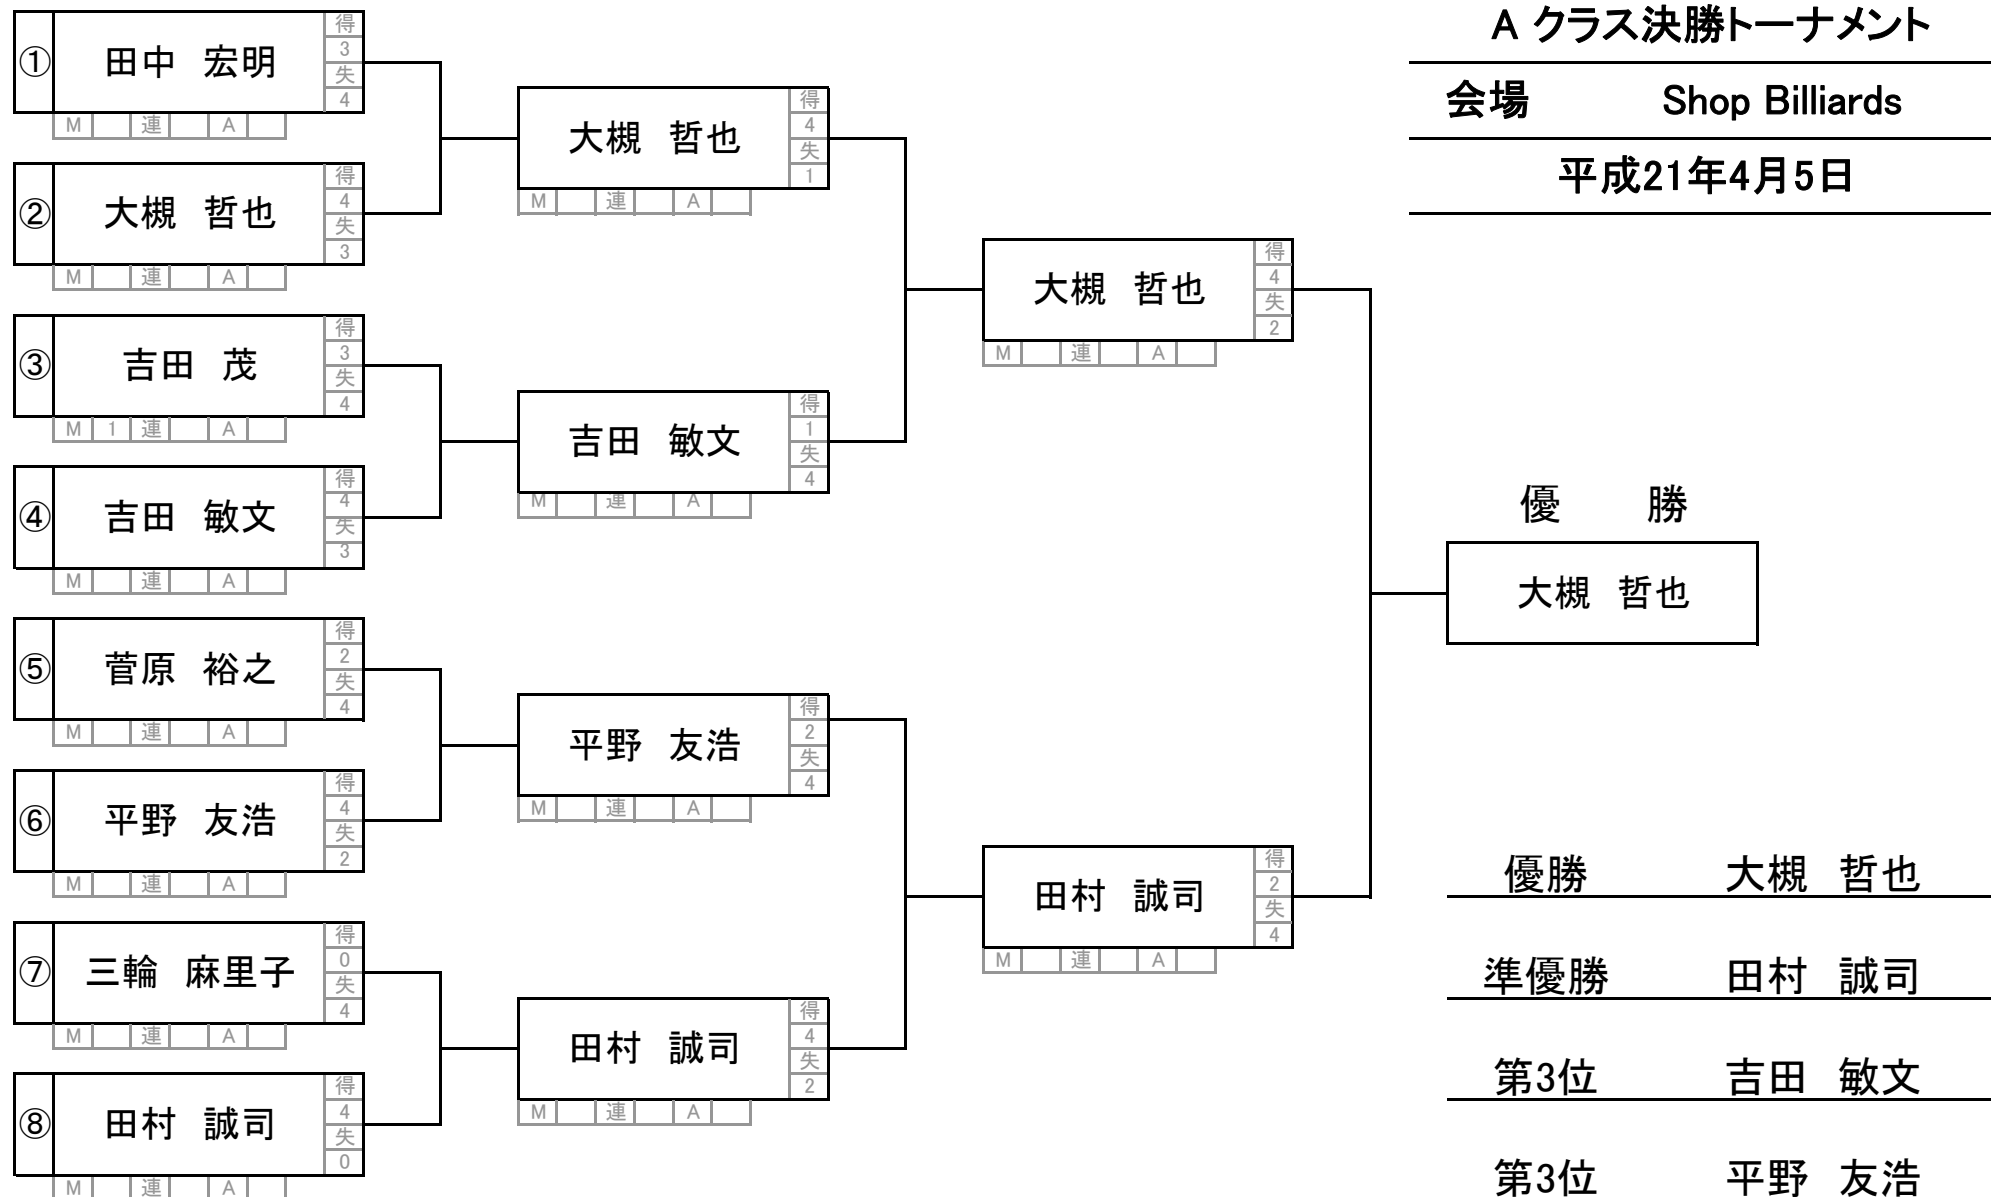 A クラス決勝トーナメント
会場 Shop Billiards
平成21年4月5日
① 田中 宏明 得 3 失 4
M 連 A
② 大槻 哲也 得 4 失 3
M 連 A
③ 吉田 茂 得 3 失 4
M 1 連 A
④ 吉田 敏文 得 4 失 3
M 連 A
⑤ 菅原 裕之 得 2 失 4
M 連 A
⑥ 平野 友浩 得 4 失 2
M 連 A
⑦ 三輪 麻里子 得 0 失 4
M 連 A
⑧ 田村 誠司 得 4 失 0
M 連 A
大槻 哲也 得 4 失 1
M 連 A
吉田 敏文 得 1 失 4
M 連 A
平野 友浩 得 2 失 4
M 連 A
田村 誠司 得 4 失 2
M 連 A
大槻 哲也 得 4 失 2
M 連 A
田村 誠司 得 2 失 4
M 連 A
優 勝
大槻 哲也
優勝 大槻 哲也
準優勝 田村 誠司
第3位 吉田 敏文
第3位 平野 友浩